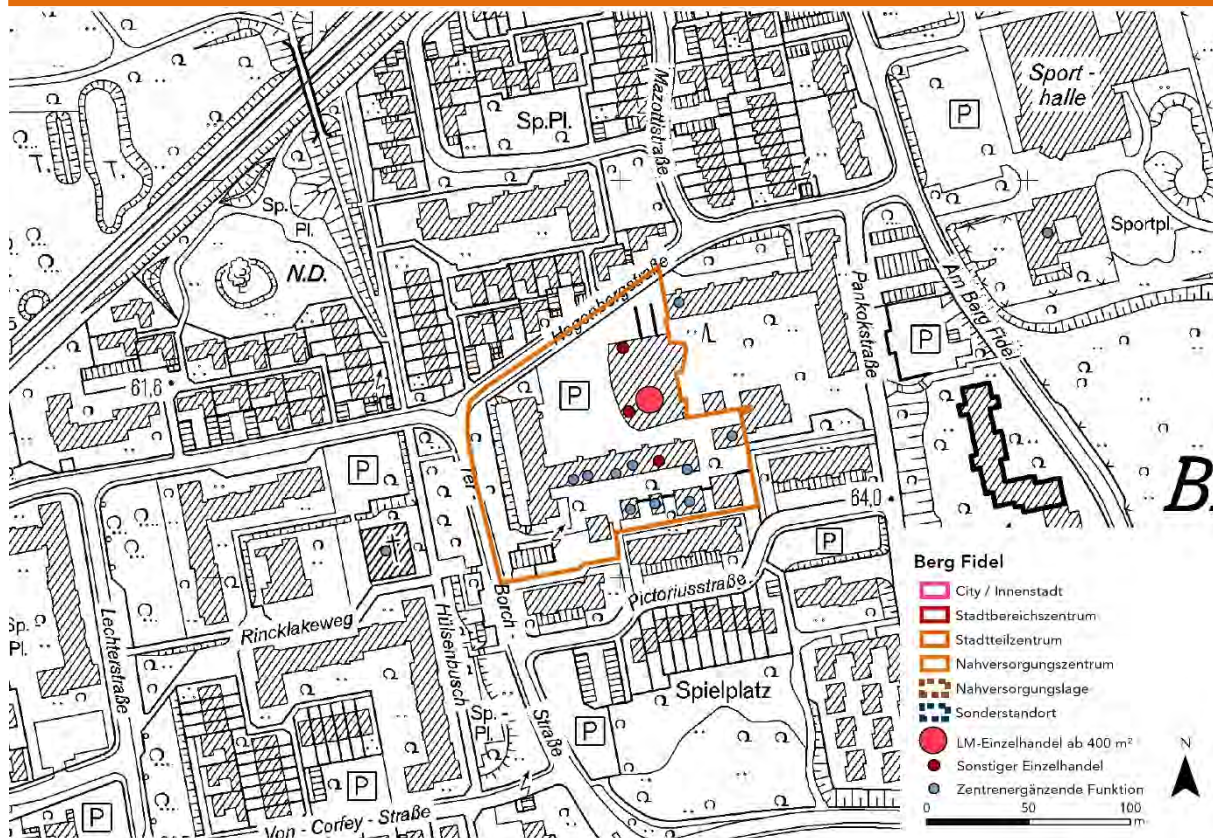 Sport -
halle
P
Sp.Pl.
Mazottistraße
T.
T.
Sp. -
Pl.
N.D.
Sportpl.
Hogenbergstraße
Pankokstraße
Am Berg Fidel
P
P
61,8
P
64,0
B
P
Ter -
Borch -
Straße
Pictoriusstraße
Rincklakeweg
Hülsenbusch
Lechterstraße
Sp.
Pl.
Spielplatz
Sp.
Pl.
P
P
P
Von - Corfey - Straße
Berg Fidel
City / Innenstadt
Stadtbereichszentrum
Stadtteilzentrum
Nahversorgungszentrum
Nahversorgungslage
Sonderstandort
LM-Einzelhandel ab 400 m²
Sonstiger Einzelhandel
Zentrenergänzende Funktion
N
0 50 100
m